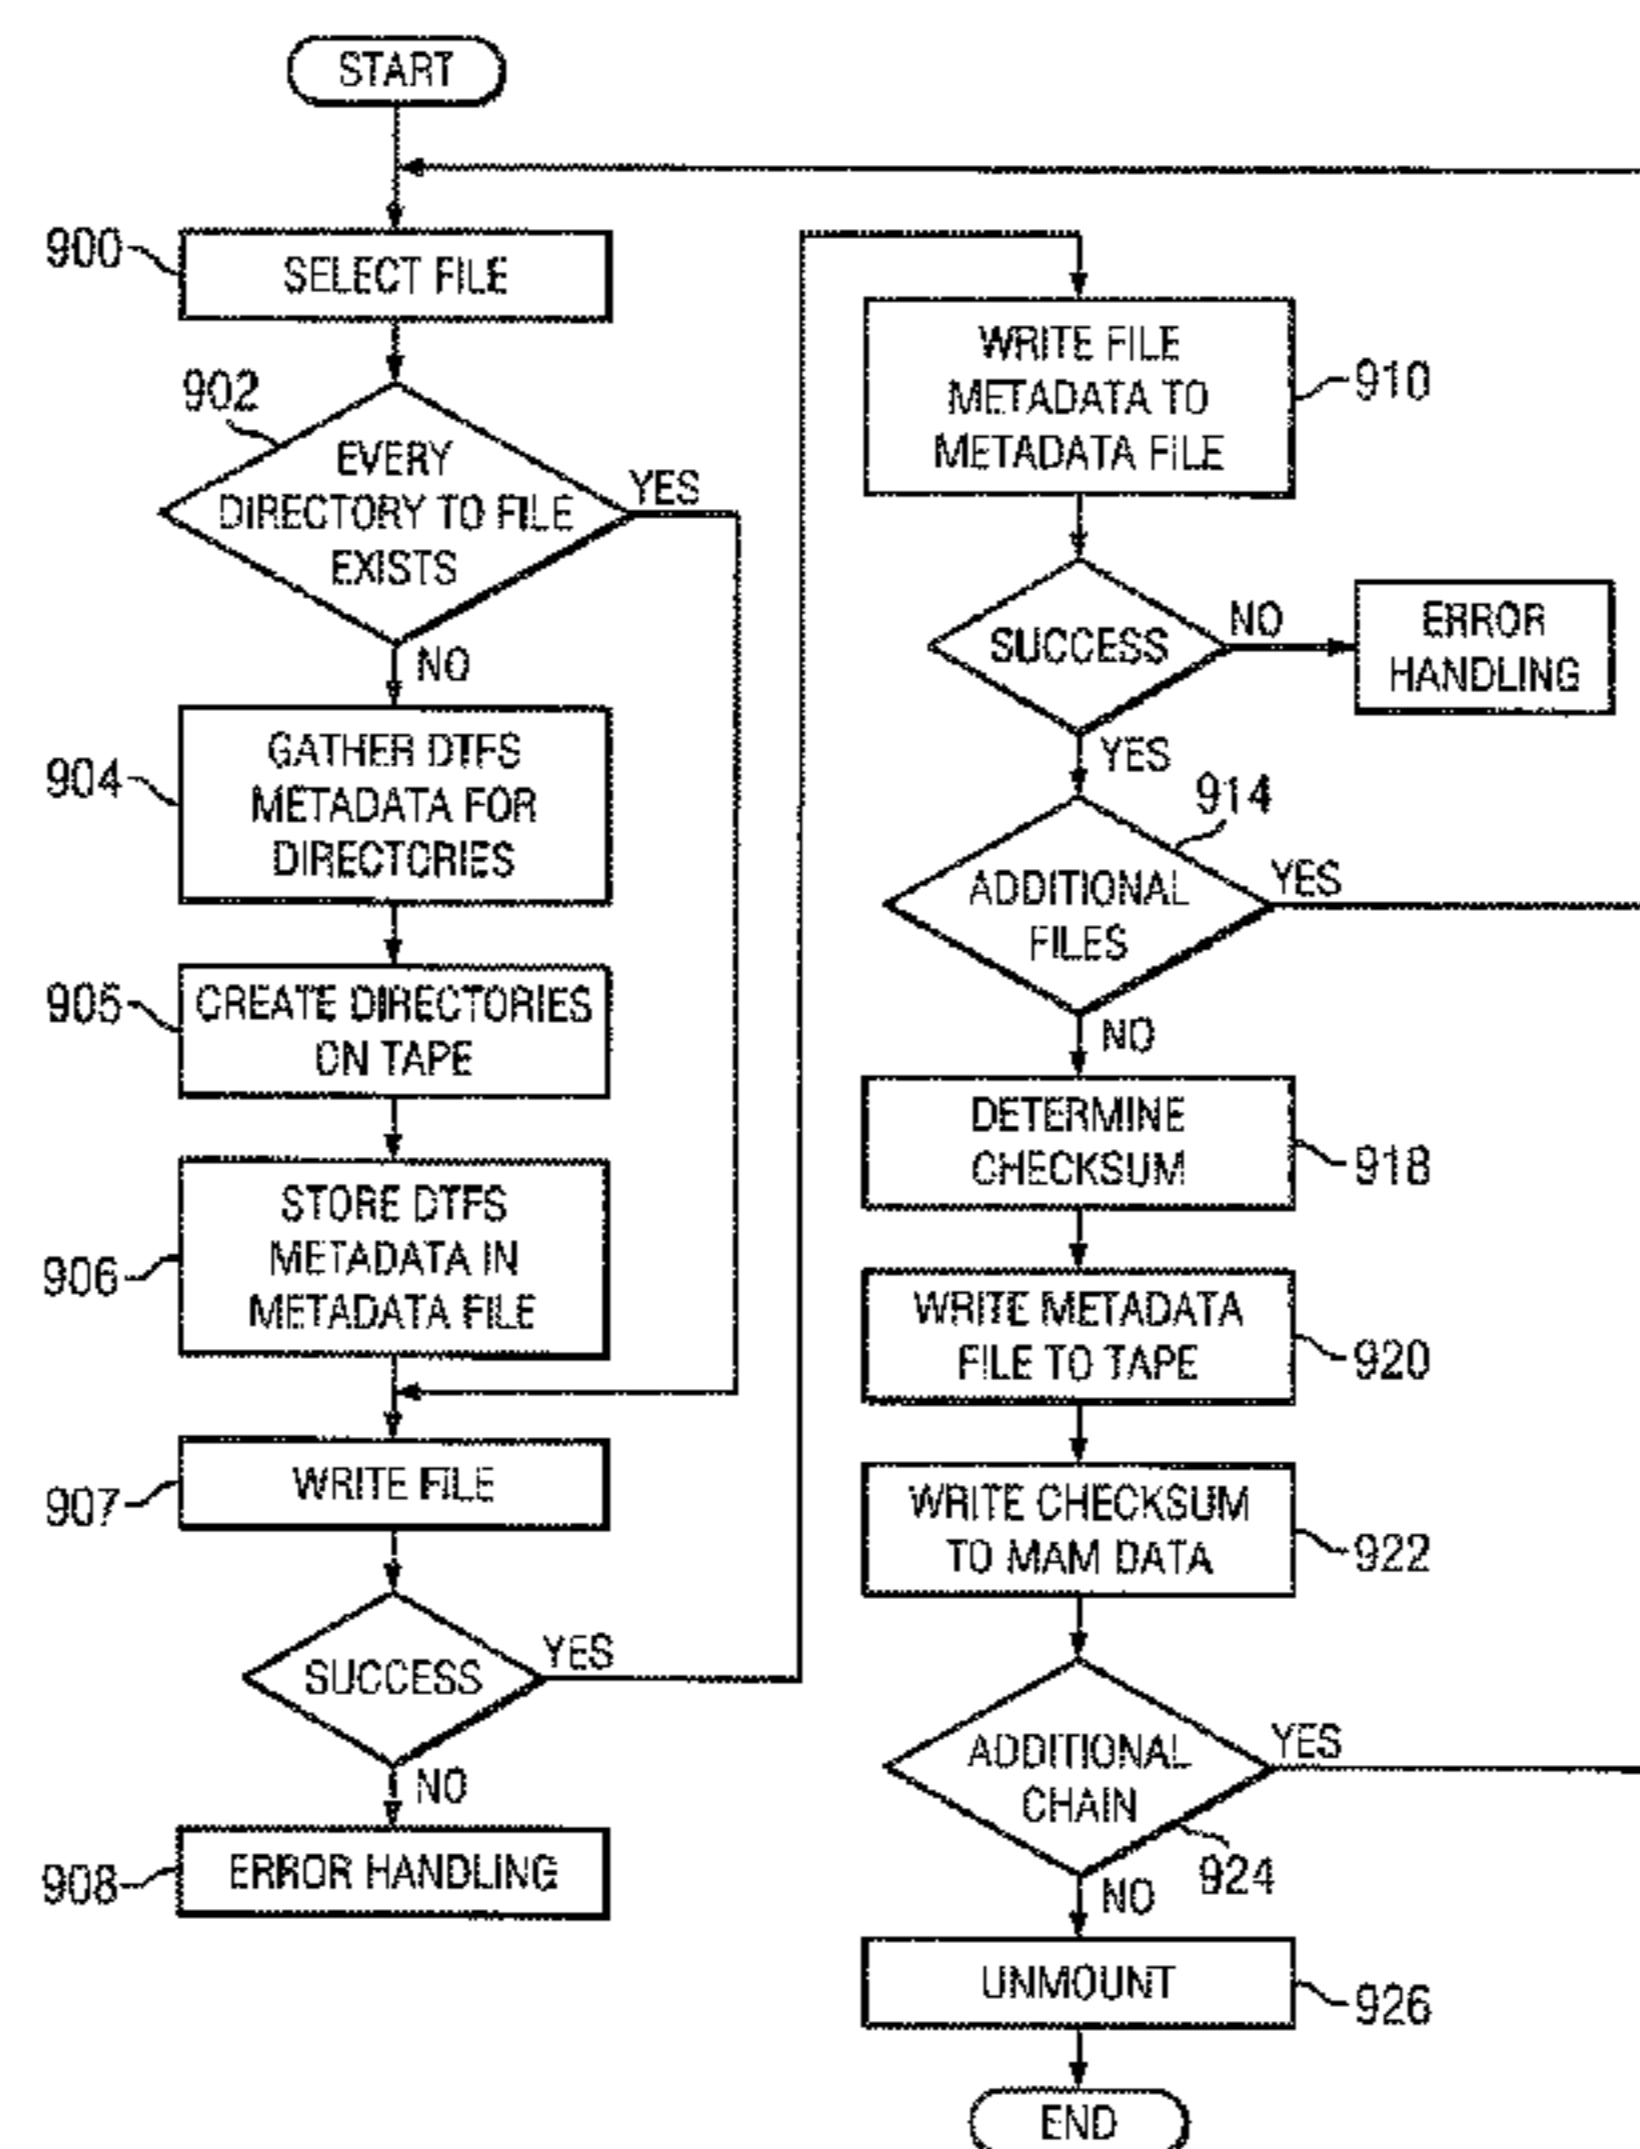 START
900
SELECT FILE
902
EVERY
DIRECTORY TO FILE
EXISTS
YES
NO
904
GATHER DTFS
METADATA FOR
DIRECTORIES
905
CREATE DIRECTORIES
ON TAPE
906
STORE DTFS
METADATA IN
METADATA FILE
907
WRITE FILE
SUCCESS
YES
NO
908
ERROR HANDLING
WRITE FILE
METADATA TO
METADATA FILE
910
SUCCESS
NO
ERROR
HANDLING
YES
914
ADDITIONAL
FILES
YES
NO
DETERMINE
CHECKSUM
918
WRITE METADATA
FILE TO TAPE
920
WRITE CHECKSUM
TO MAM DATA
922
ADDITIONAL
CHAIN
YES
924
NO
UNMOUNT
926
END